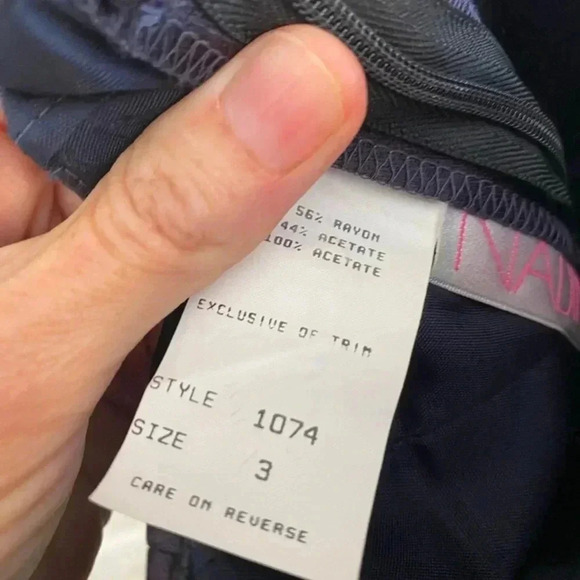 56% RAYON
44% ACETATE
100% ACETATE
EXCLUSIVE OF TRIM
STYLE 1074
SIZE 3
CARE ON REVERSE